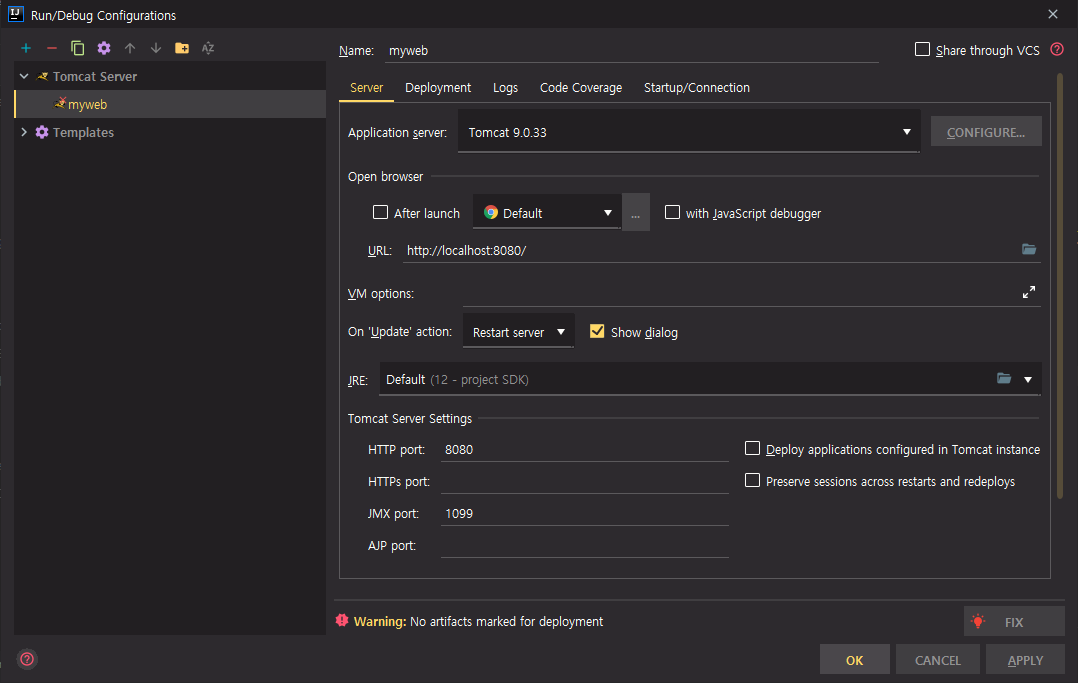 Run/Debug Configurations
Name: myweb
Share through VCS
Tomcat Server
myweb
Templates
Server Deployment Logs Code Coverage Startup/Connection
Application server: Tomcat 9.0.33 CONFIGURE...
Open browser
After launch Default ... with JavaScript debugger
URL: http://localhost:8080/
VM options:
On 'Update' action: Restart server Show dialog
JRE: Default (12 - project SDK)
Tomcat Server Settings
HTTP port: 8080 Deploy applications configured in Tomcat instance
HTTPs port: Preserve sessions across restarts and redeploys
JMX port: 1099
AJP port:
Warning: No artifacts marked for deployment FIX
OK CANCEL APPLY